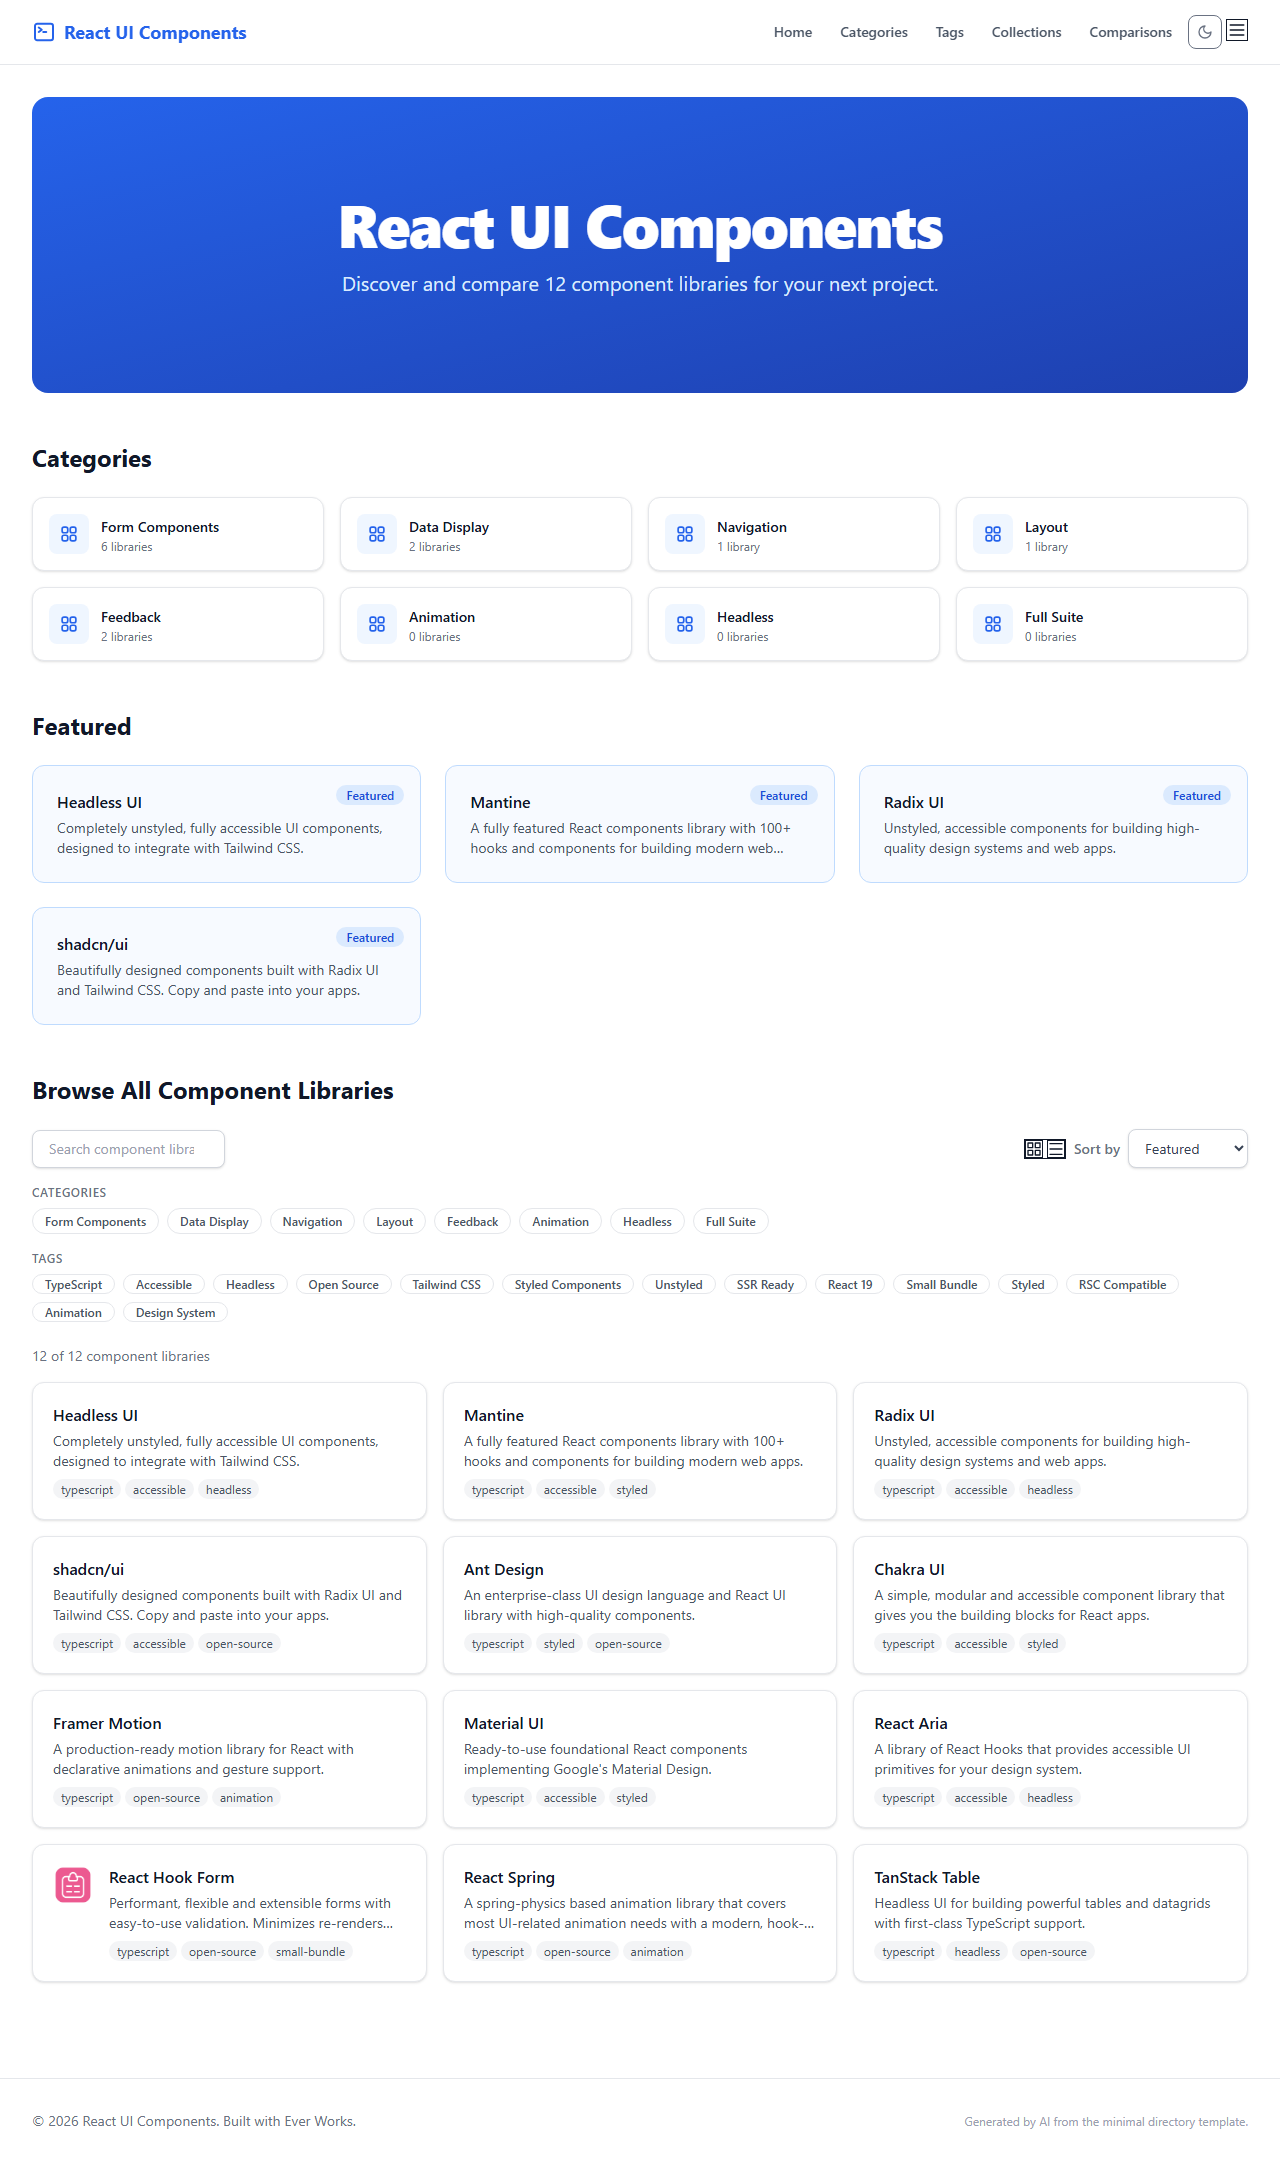 React UI Components
Home Categories Tags Collections Comparisons
React UI Components
Discover and compare 12 component libraries for your next project.
Categories
Form Components
6 libraries
Data Display
2 libraries
Navigation
1 library
Layout
1 library
Feedback
2 libraries
Animation
0 libraries
Headless
0 libraries
Full Suite
0 libraries
Featured
Headless UI
Featured
Completely unstyled, fully accessible UI components,
designed to integrate with Tailwind CSS.
Mantine
Featured
A fully featured React components library with 100+
hooks and components for building modern web...
Radix UI
Featured
Unstyled, accessible components for building high-
quality design systems and web apps.
shadcn/ui
Featured
Beautifully designed components built with Radix UI
and Tailwind CSS. Copy and paste into your apps.
Browse All Component Libraries
Search component libra
Sort by Featured
CATEGORIES
Form Components Data Display Navigation Layout Feedback Animation Headless Full Suite
TAGS
TypeScript Accessible Headless Open Source Tailwind CSS Styled Components Unstyled SSR Ready React 19 Small Bundle Styled RSC Compatible
Animation Design System
12 of 12 component libraries
Headless UI
Completely unstyled, fully accessible UI components,
designed to integrate with Tailwind CSS.
typescript accessible headless
Mantine
A fully featured React components library with 100+
hooks and components for building modern web apps.
typescript accessible styled
Radix UI
Unstyled, accessible components for building high-
quality design systems and web apps.
typescript accessible headless
shadcn/ui
Beautifully designed components built with Radix UI and
Tailwind CSS. Copy and paste into your apps.
typescript accessible open-source
Ant Design
An enterprise-class UI design language and React UI
library with high-quality components.
typescript styled open-source
Chakra UI
A simple, modular and accessible component library that
gives you the building blocks for React apps.
typescript accessible styled
Framer Motion
A production-ready motion library for React with
declarative animations and gesture support.
typescript open-source animation
Material UI
Ready-to-use foundational React components
implementing Google's Material Design.
typescript accessible styled
React Aria
A library of React Hooks that provides accessible UI
primitives for your design system.
typescript accessible headless
React Hook Form
Performant, flexible and extensible forms with
easy-to-use validation. Minimizes re-renders...
typescript open-source small-bundle
React Spring
A spring-physics based animation library that covers
most UI-related animation needs with a modern, hook-...
typescript open-source animation
TanStack Table
Headless UI for building powerful tables and datagrids
with first-class TypeScript support.
typescript headless open-source
© 2026 React UI Components. Built with Ever Works.
Generated by AI from the minimal directory template.